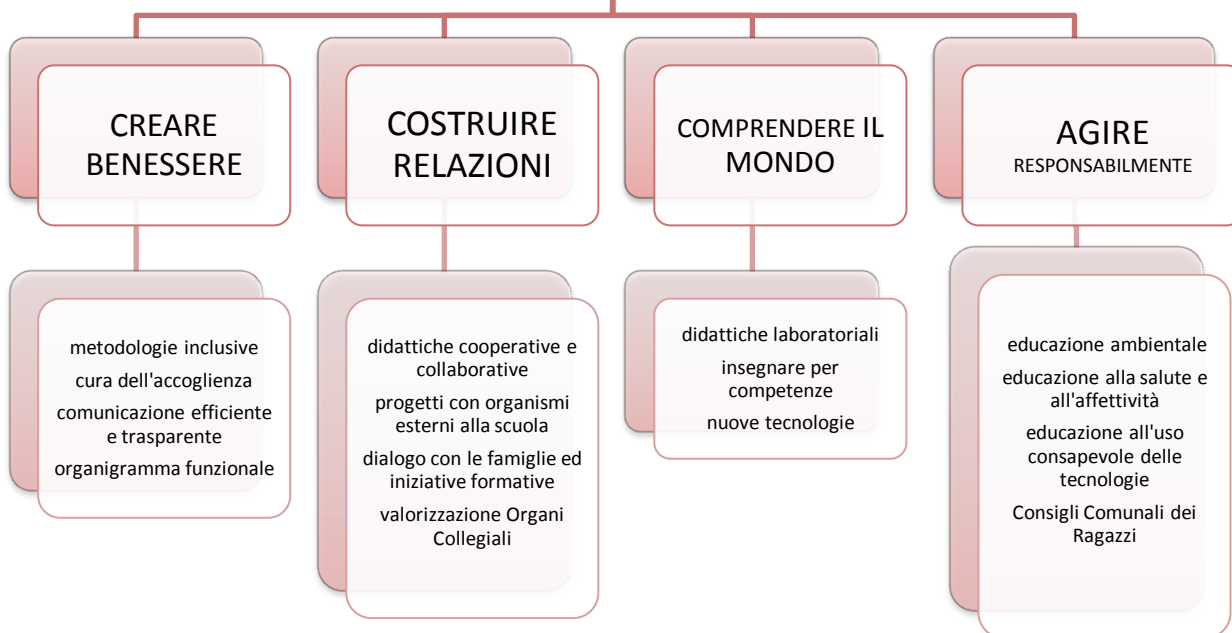 CREARE
BENESSERE
COSTRUIRE
RELAZIONI
COMPRENDERE IL
MONDO
AGIRE
RESPONSABILMENTE
metodologie inclusive
cura dell'accoglienza
comunicazione efficiente
e trasparente
organigramma funzionale
didattiche cooperative e
collaborative
progetti con organismi
esterni alla scuola
dialogo con le famiglie ed
iniziative formative
valorizzazione Organi
Collegiali
didattiche laboratoriali
insegnare per
competenze
nuove tecnologie
educazione ambientale
educazione alla salute e
all'affettività
educazione all'uso
consapevole delle
tecnologie
Consigli Comunali dei
Ragazzi